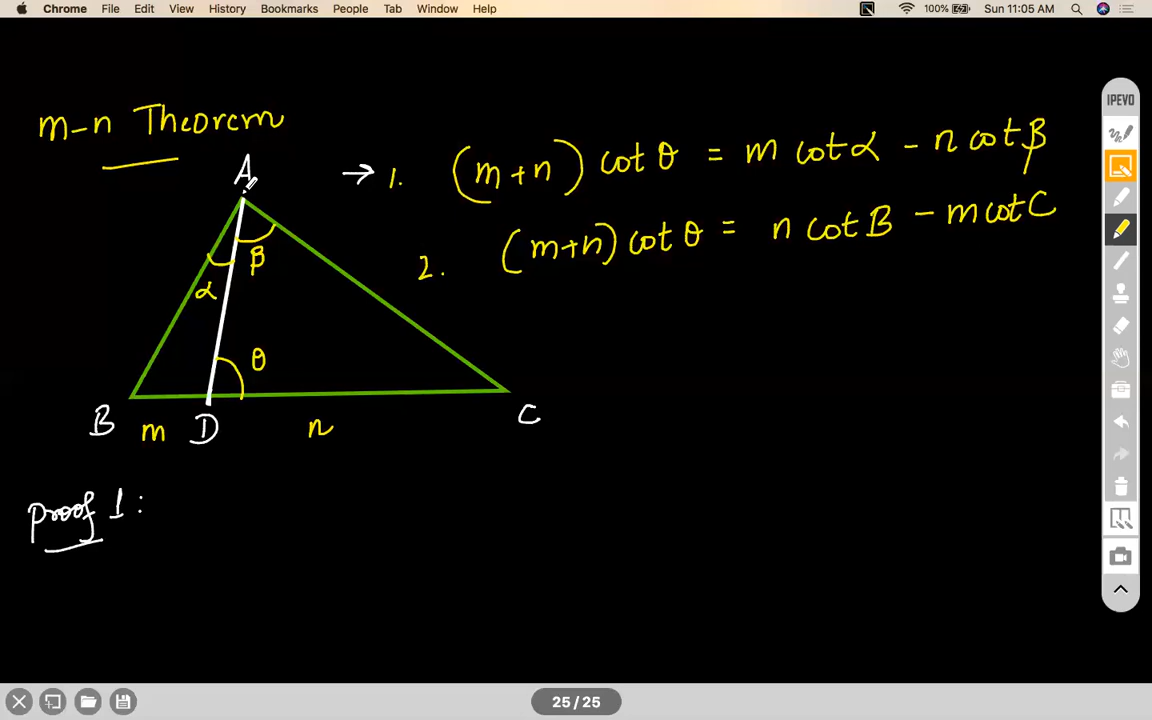 Chrome File Edit View History Bookmarks People Tab Window Help 100% Sun 11:05 AM
IPEVO
m-n Theorem
→ 1. (m+n) cot θ = m cot α - n cot β
2. (m+n) cot θ = n cot B - m cot C
A
α β
θ
B m D n C
Proof 1:
25/25